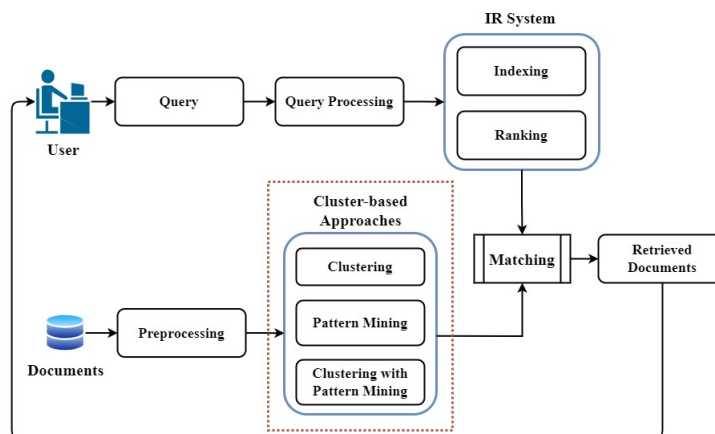 IR System
Indexing
Ranking
User
Query
Query Processing
Cluster-based
Approaches
Clustering
Pattern Mining
Clustering with
Pattern Mining
Matching
Retrieved
Documents
Documents
Preprocessing